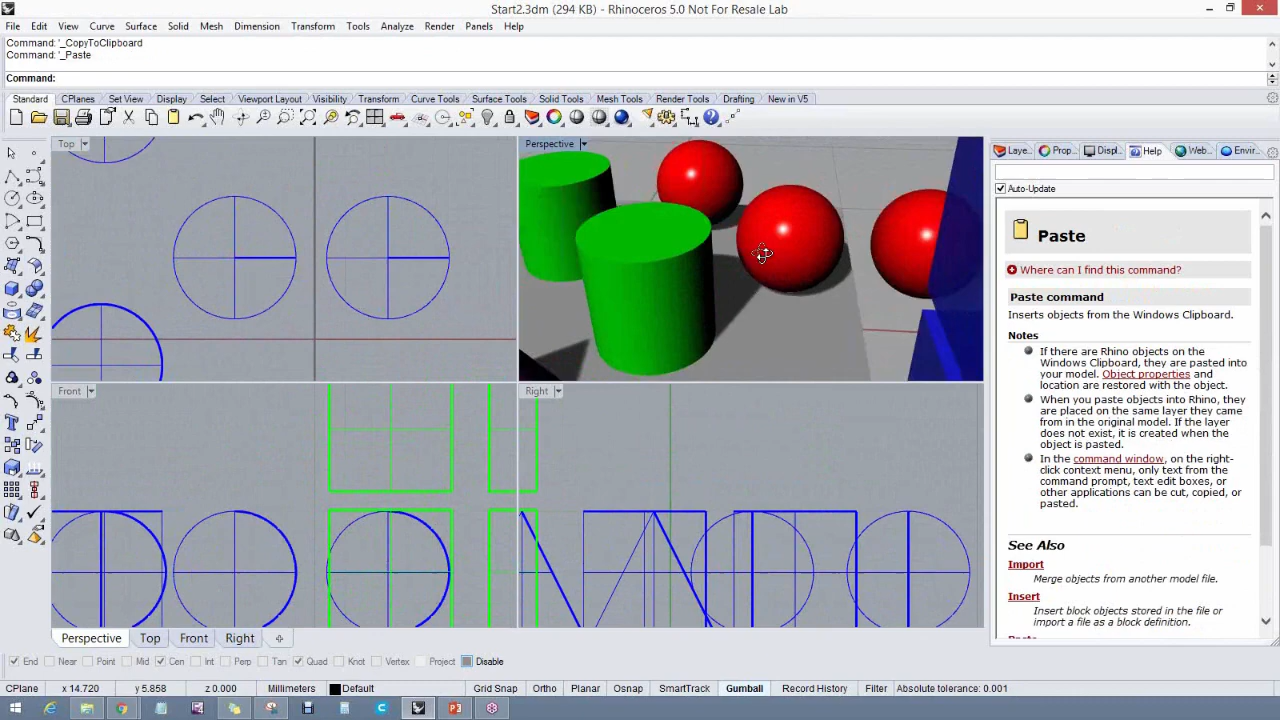 Start2.3dm (294 KB) - Rhinoceros 5.0 Not For Resale Lab
File Edit View Curve Surface Solid Mesh Dimension Transform Tools Analyze Render Panels Help
Command: '_CopyToClipboard
Command: '_Paste
Command:
Standard CPlanes Set View Display Select Viewport Layout Visibility Transform Curve Tools Surface Tools Solid Tools Mesh Tools Render Tools Drafting New in V5
Top
Perspective
Laye... Prop... Displ... Help Web... Envir...
Auto-Update
Paste
Where can I find this command?
Paste command
Inserts objects from the Windows Clipboard.
Notes
If there are Rhino objects on the
Windows Clipboard, they are pasted into
your model. Object properties and
location are restored with the object.
When you paste objects into Rhino, they
are placed on the same layer they came
from in the original model. If the layer
does not exist, it is created when the
object is pasted.
In the command window, on the right-
click context menu, only text from the
command prompt, text edit boxes, or
other applications can be cut, copied, or
pasted.
See Also
Import
Merge objects from another model file.
Insert
Insert block objects stored in the file or
import a file as a block definition.
Front
Right
Perspective Top Front Right
End Near Point Mid Cen Int Perp Tan Quad Knot Vertex Project Disable
CPlane x 14.720 y 5.858 z 0.000 Millimeters Default Grid Snap Ortho Planar Osnap SmartTrack Gumball Record History Filter Absolute tolerance: 0.001